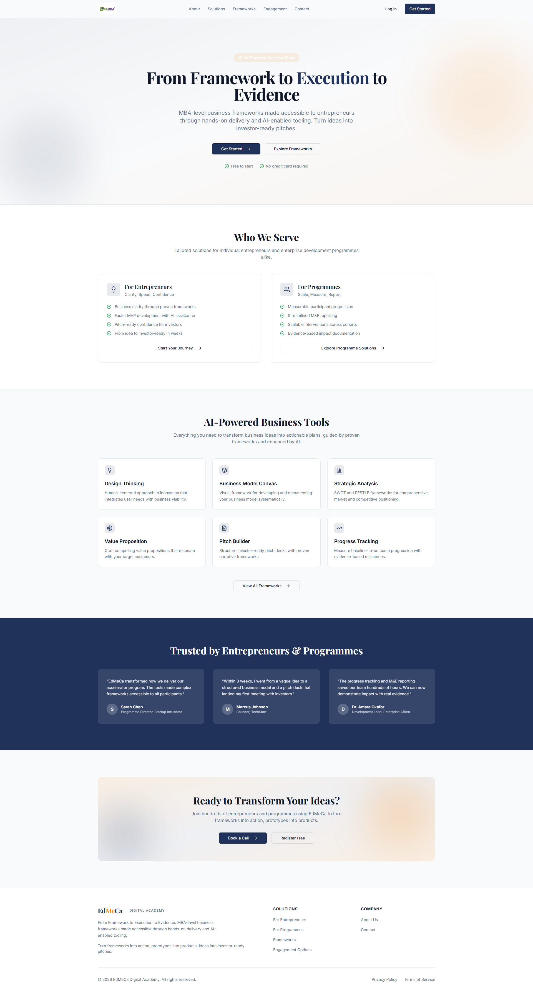 EdMeCa
About
Solutions
Frameworks
Engagement
Contact
Log In
Get Started
AI-Powered Business Tools
From Framework to Execution to
Evidence
MBA-level business frameworks made accessible to entrepreneurs
through hands-on delivery and AI-enabled tooling. Turn ideas into
investor-ready pitches.
Get Started
Explore Frameworks
Free to start
No credit card required
Who We Serve
Tailored solutions for individual entrepreneurs and enterprise development programmes
alike.
For Entrepreneurs
Clarity, Speed, Confidence
Business clarity through proven frameworks
Faster MVP development with AI assistance
Pitch-ready confidence for investors
From idea to investor-ready in weeks
Start Your Journey
For Programmes
Scale, Measure, Report
Measurable participant progression
Streamlined M&E reporting
Scalable interventions across cohorts
Evidence-based impact documentation
Explore Programme Solutions
AI-Powered Business Tools
Everything you need to transform business ideas into actionable plans, guided by proven
frameworks and enhanced by AI.
Design Thinking
Human-centered approach to innovation that
integrates user needs with business viability.
Business Model Canvas
Visual framework for developing and documenting
your business model systematically.
Strategic Analysis
SWOT and PESTLE frameworks for comprehensive
market and competitive positioning.
Value Proposition
Craft compelling value propositions that resonate
with your target customers.
Pitch Builder
Structure investor-ready pitch decks with proven
narrative frameworks.
Progress Tracking
Measure baseline-to-outcome progression with
evidence-based milestones.
View All Frameworks
Trusted by Entrepreneurs & Programmes
"EdMeCa transformed how we deliver our
accelerator program. The tools made complex
frameworks accessible to all participants."
S
Sarah Chen
Programme Director, Startup Incubator
"Within 3 weeks, I went from a vague idea to a
structured business model and a pitch deck that
landed my first meeting with investors."
M
Marcus Johnson
Founder, TechStart
"The progress tracking and M&E reporting
saved our team hundreds of hours. We can now
demonstrate impact with real evidence."
D
Dr. Amara Okafor
Development Lead, Enterprise Africa
Ready to Transform Your Ideas?
Join hundreds of entrepreneurs and programmes using EdMeCa to turn
frameworks into action, prototypes into products.
Book a Call
Register Free
EdMeCa
DIGITAL ACADEMY
From Framework to Execution to Evidence. MBA-level business
frameworks made accessible through hands-on delivery and AI-
enabled tooling.
Turn frameworks into action, prototypes into products, ideas into investor-ready
pitches.
SOLUTIONS
For Entrepreneurs
For Programmes
Frameworks
Engagement Options
COMPANY
About Us
Contact
© 2026 EdMeCa Digital Academy. All rights reserved.
Privacy Policy
Terms of Service